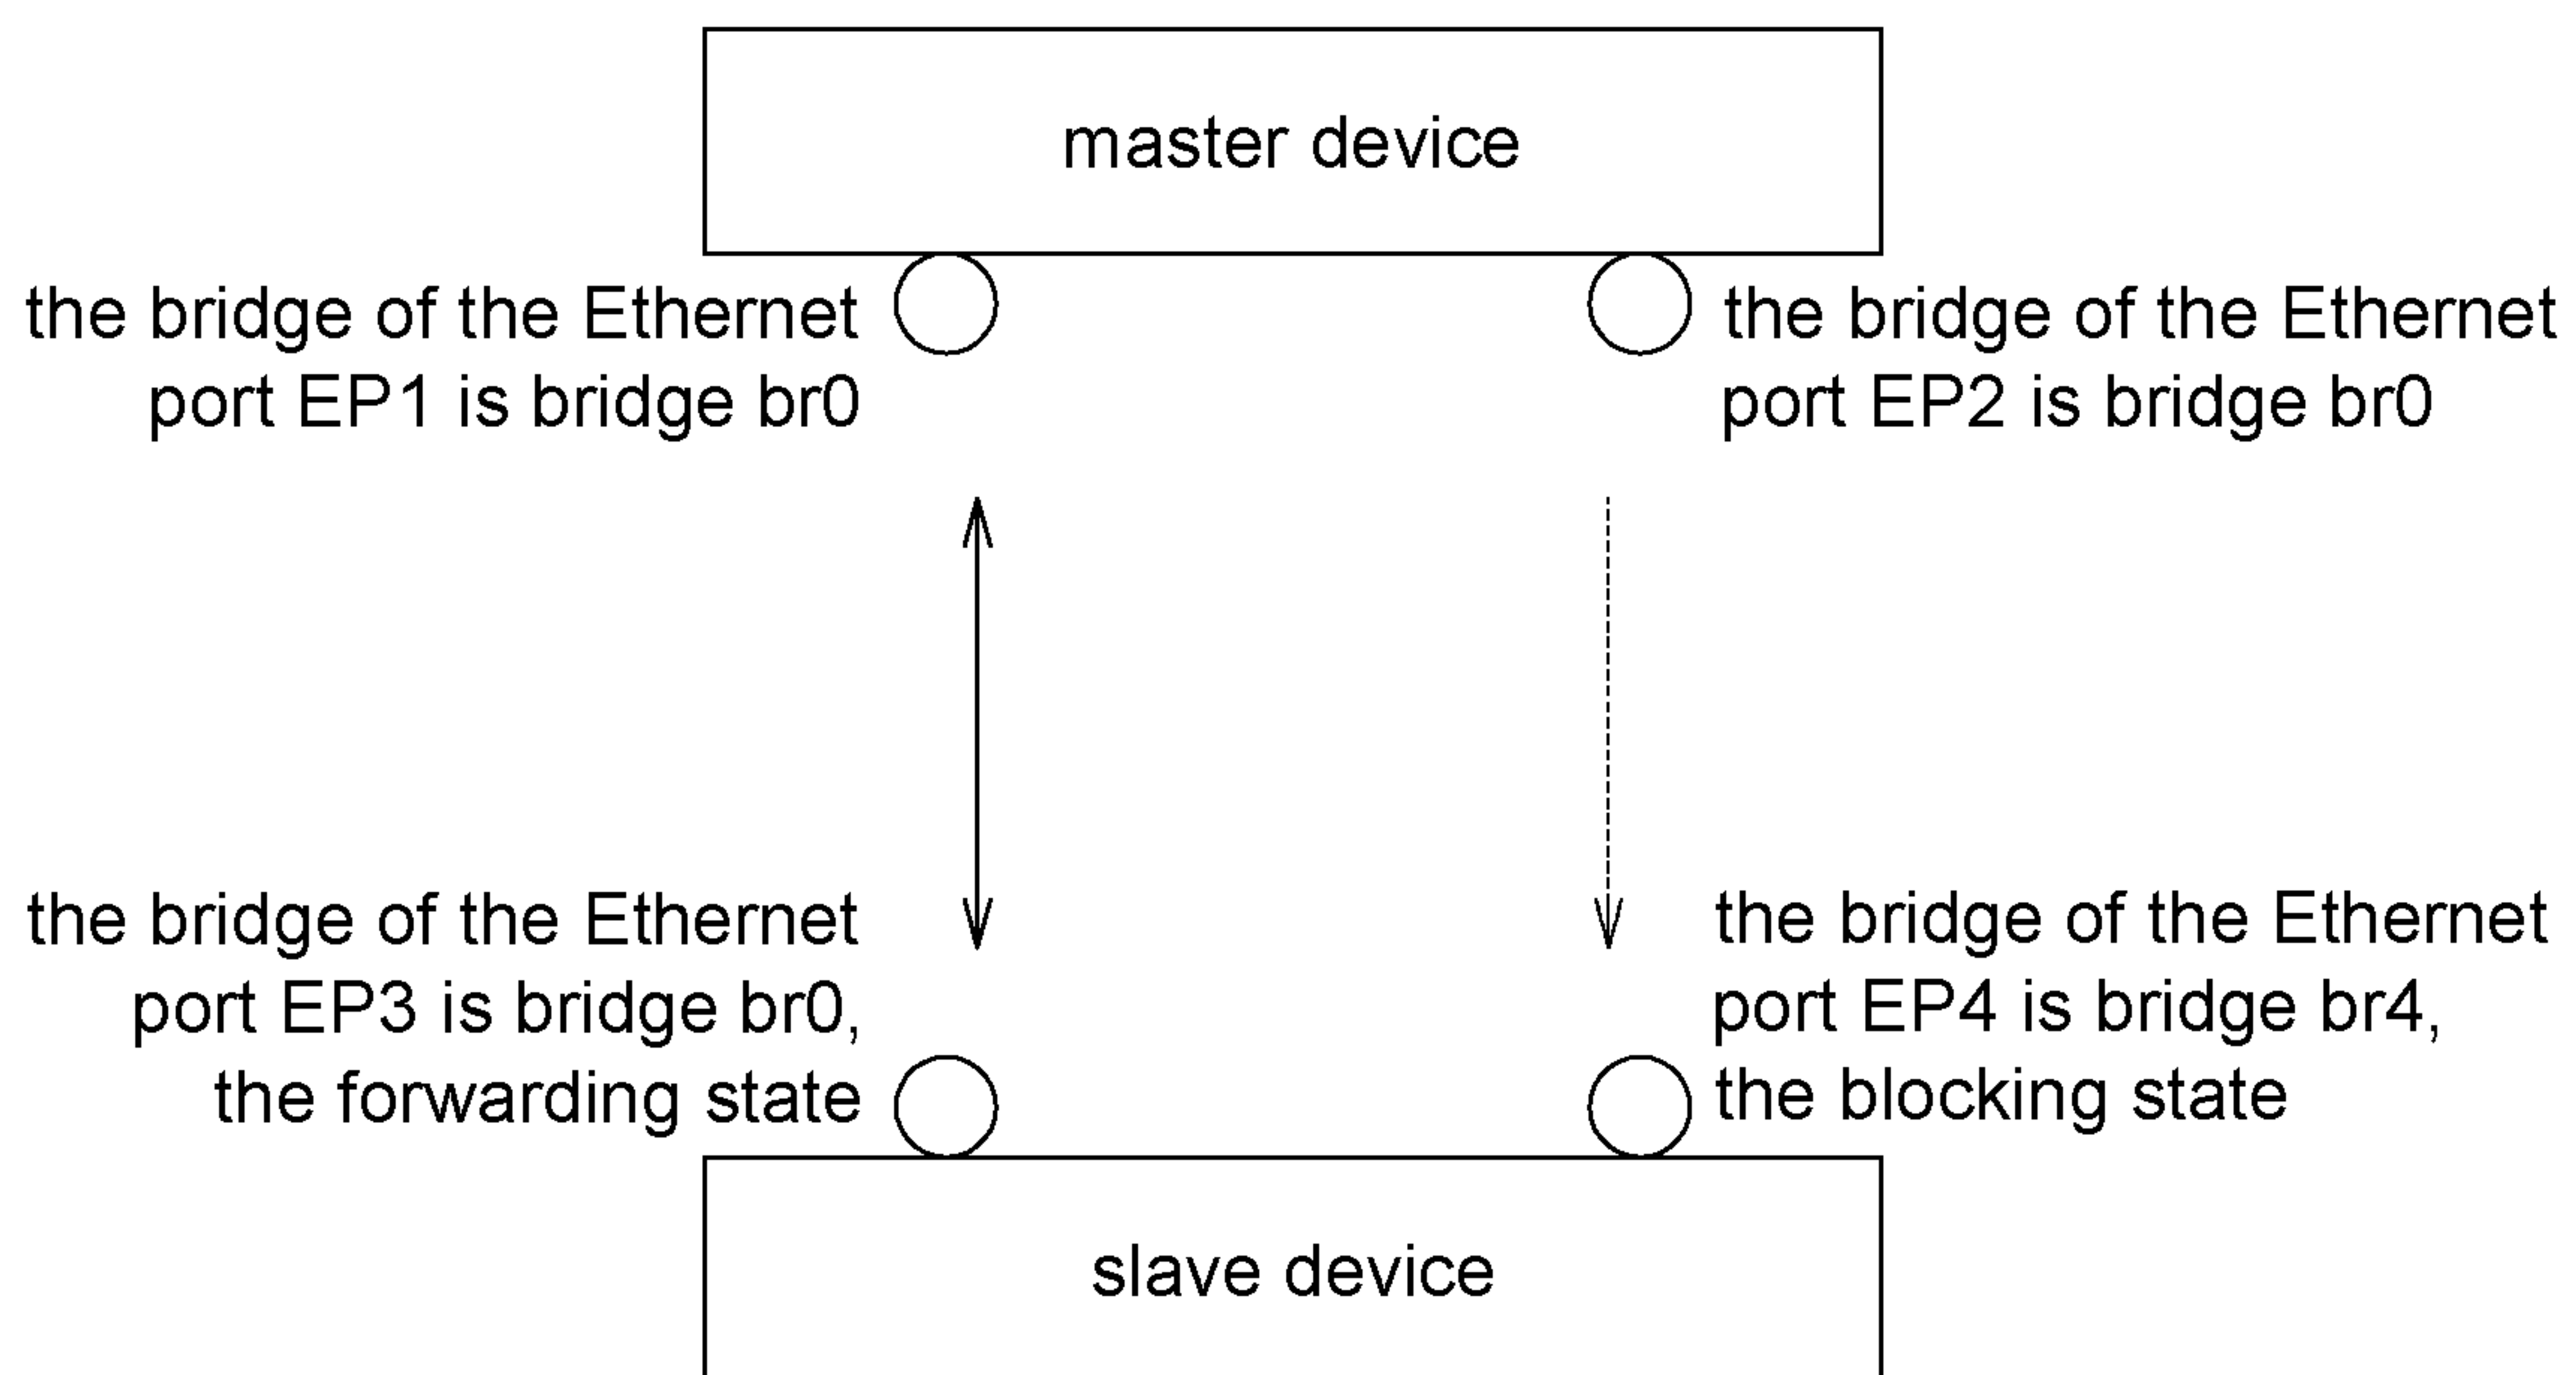 master device
the bridge of the Ethernet
port EP1 is bridge br0
the bridge of the Ethernet
port EP2 is bridge br0
the bridge of the Ethernet
port EP3 is bridge br0,
the forwarding state
the bridge of the Ethernet
port EP4 is bridge br4,
the blocking state
slave device